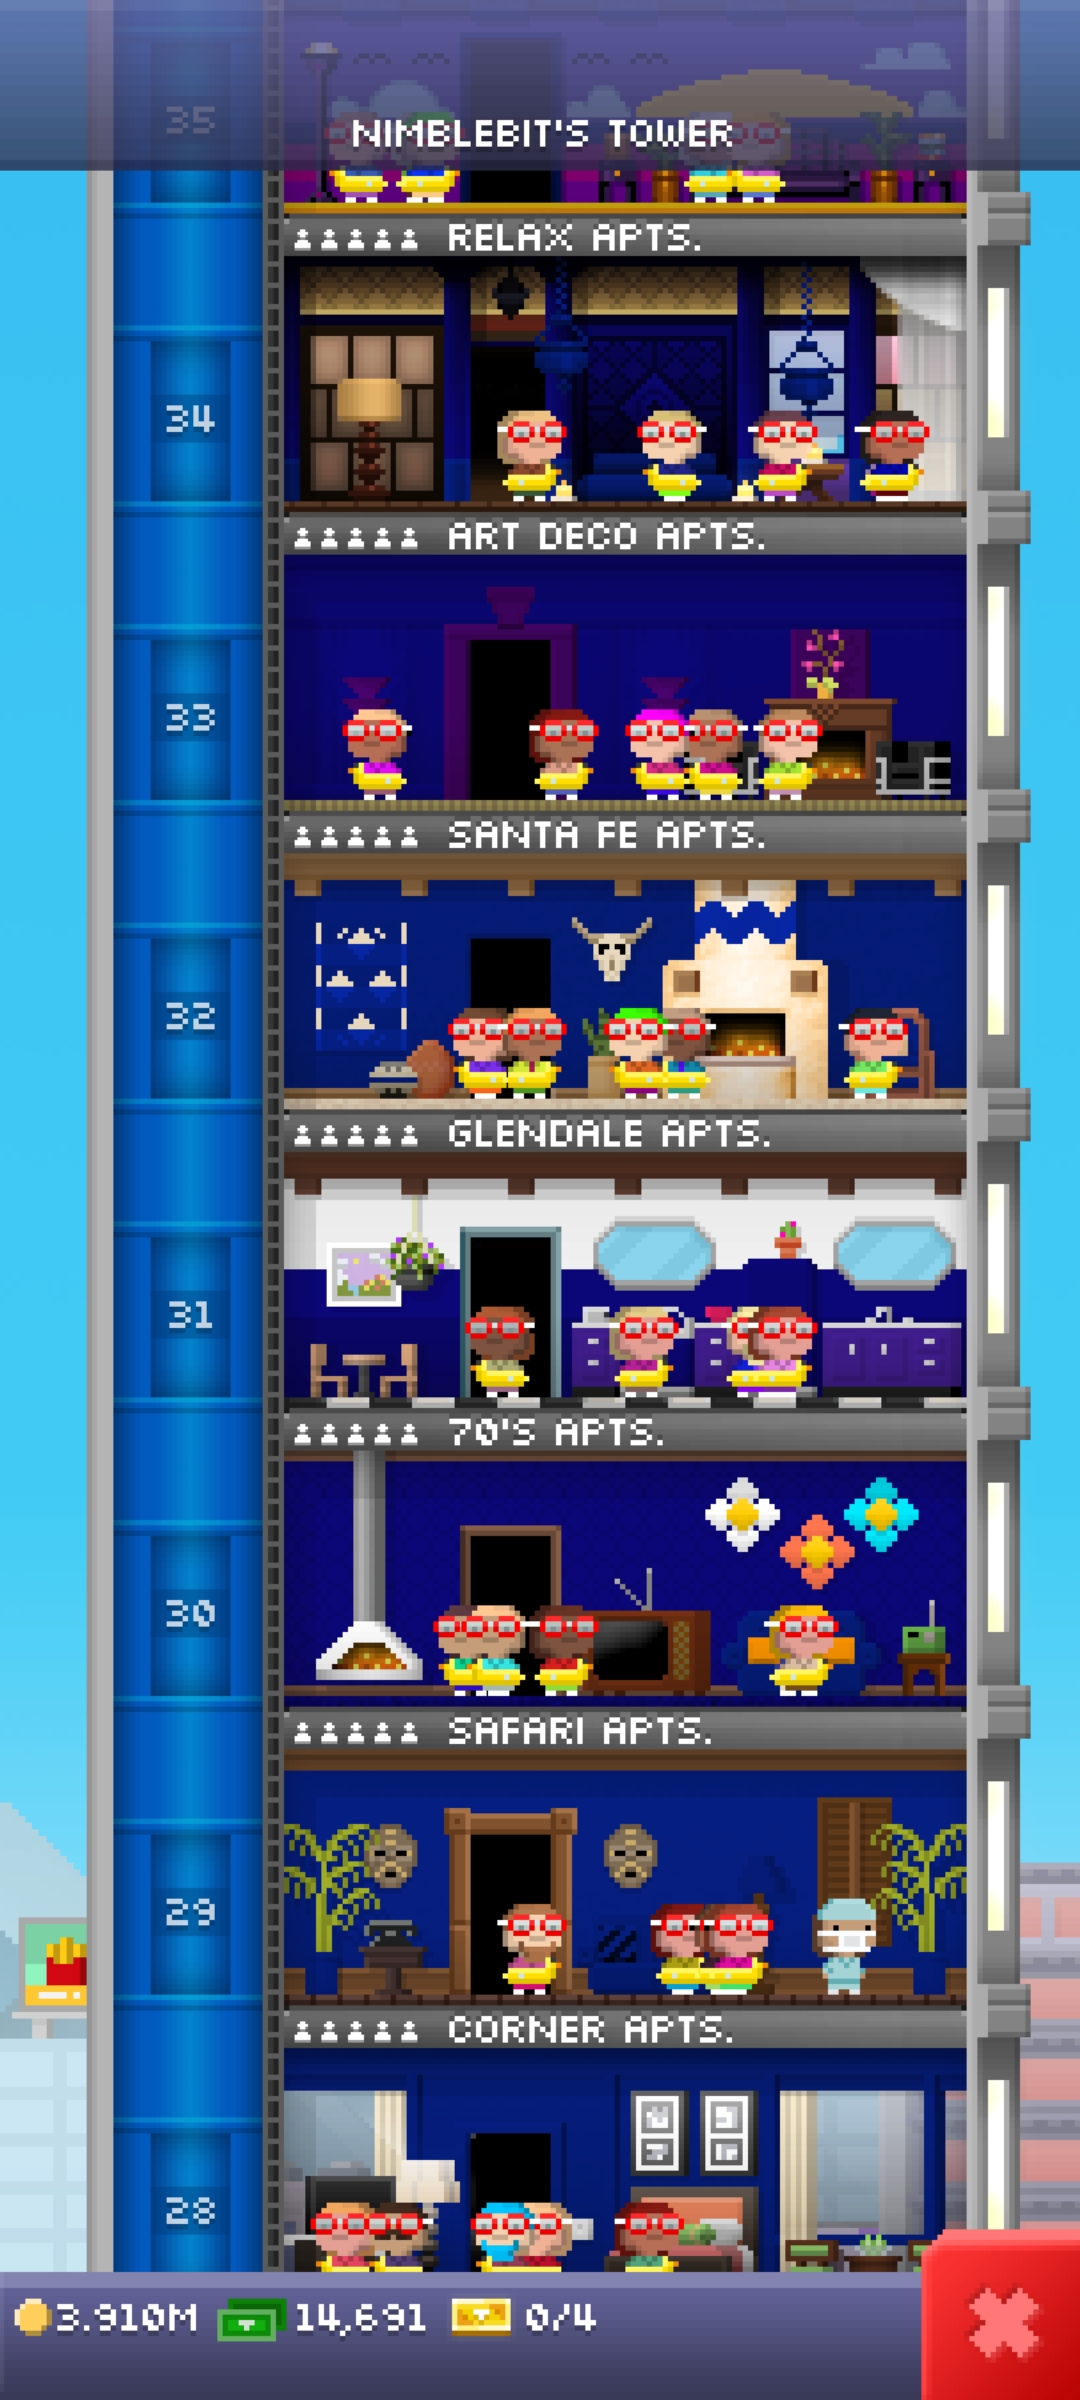 35
NIMBLEBIT'S TOWER
RELAX APTS.
34
ART DECO APTS.
33
SANTA FE APTS.
32
GLENDALE APTS.
31
70'S APTS.
30
SAFARI APTS.
29
CORNER APTS.
28
3.910M 14,691 0/4